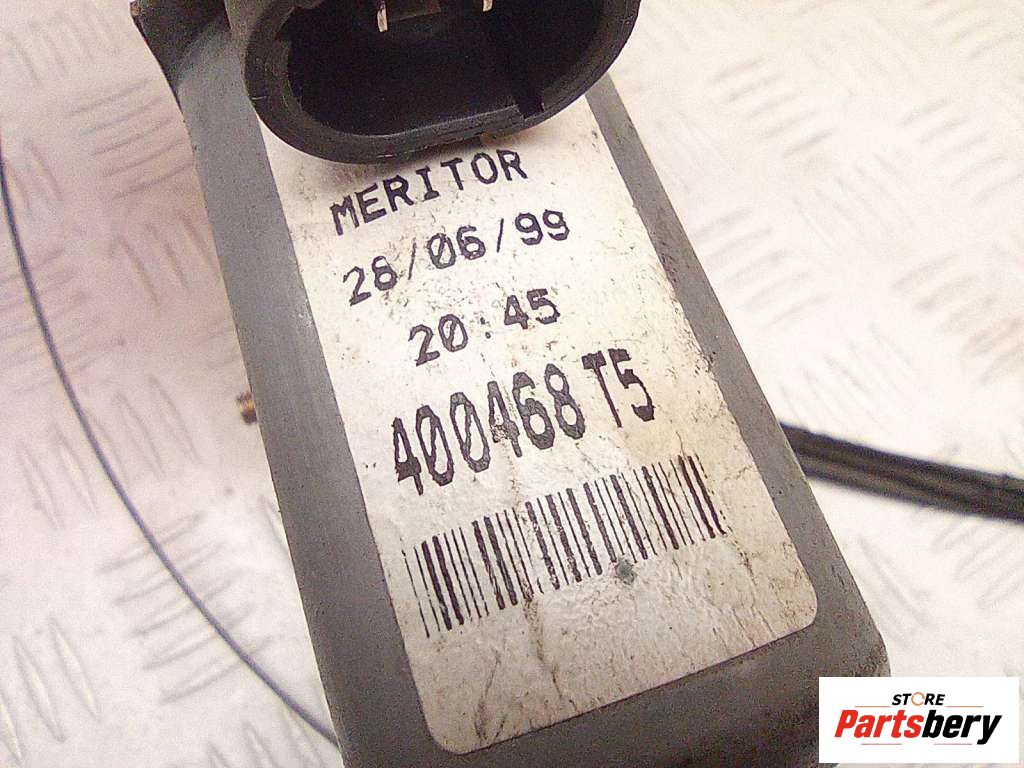 MERITOR
28/06/99
20:45
400468 T5
STORE
Partsbery